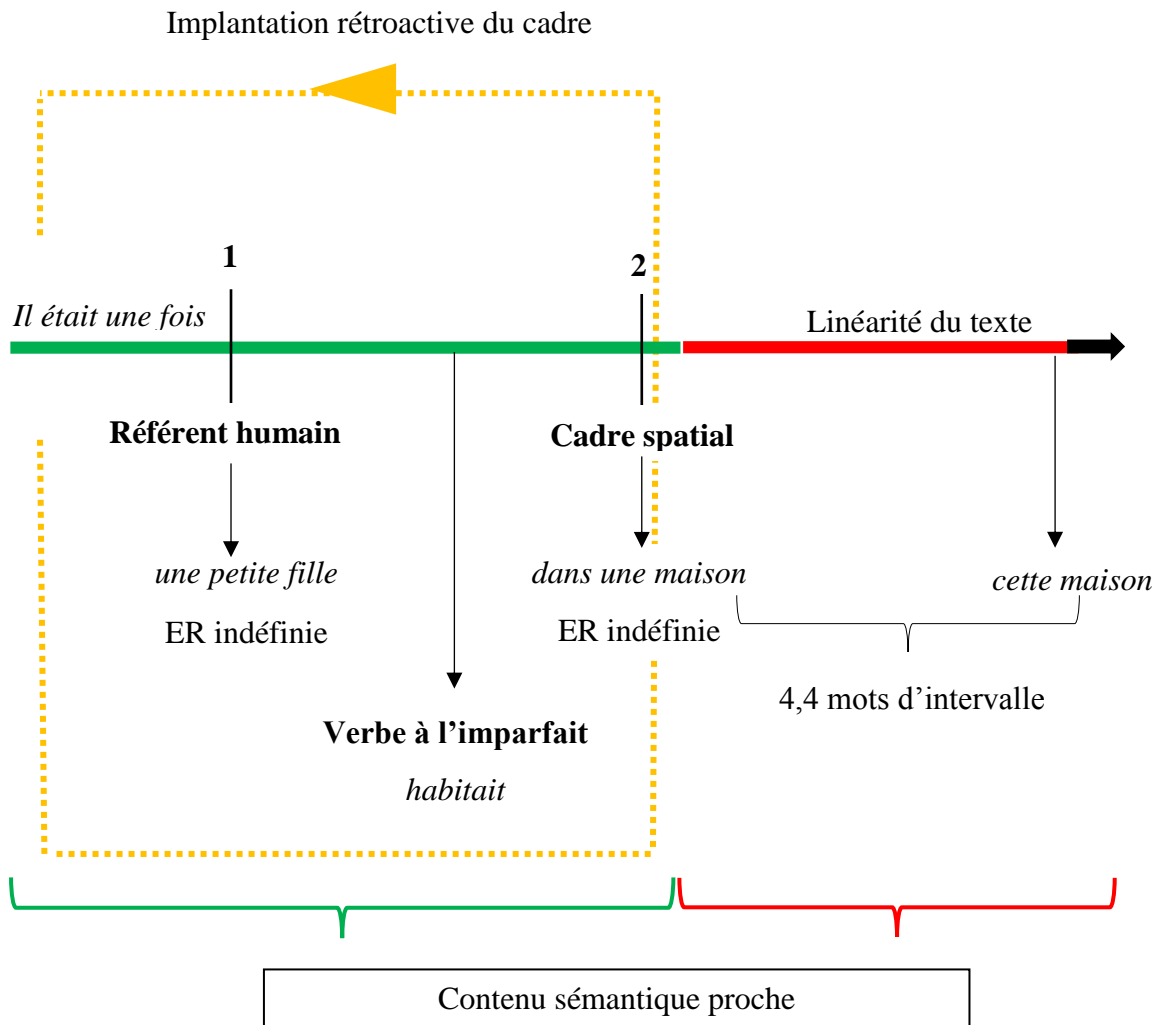 Implantation rétroactive du cadre
1
2
Il était une fois
Linéarité du texte
Référent humain
Cadre spatial
une petite fille
dans une maison
cette maison
ER indéfinie
ER indéfinie
4,4 mots d’intervalle
Verbe à l’imparfait
habitait
Contenu sémantique proche